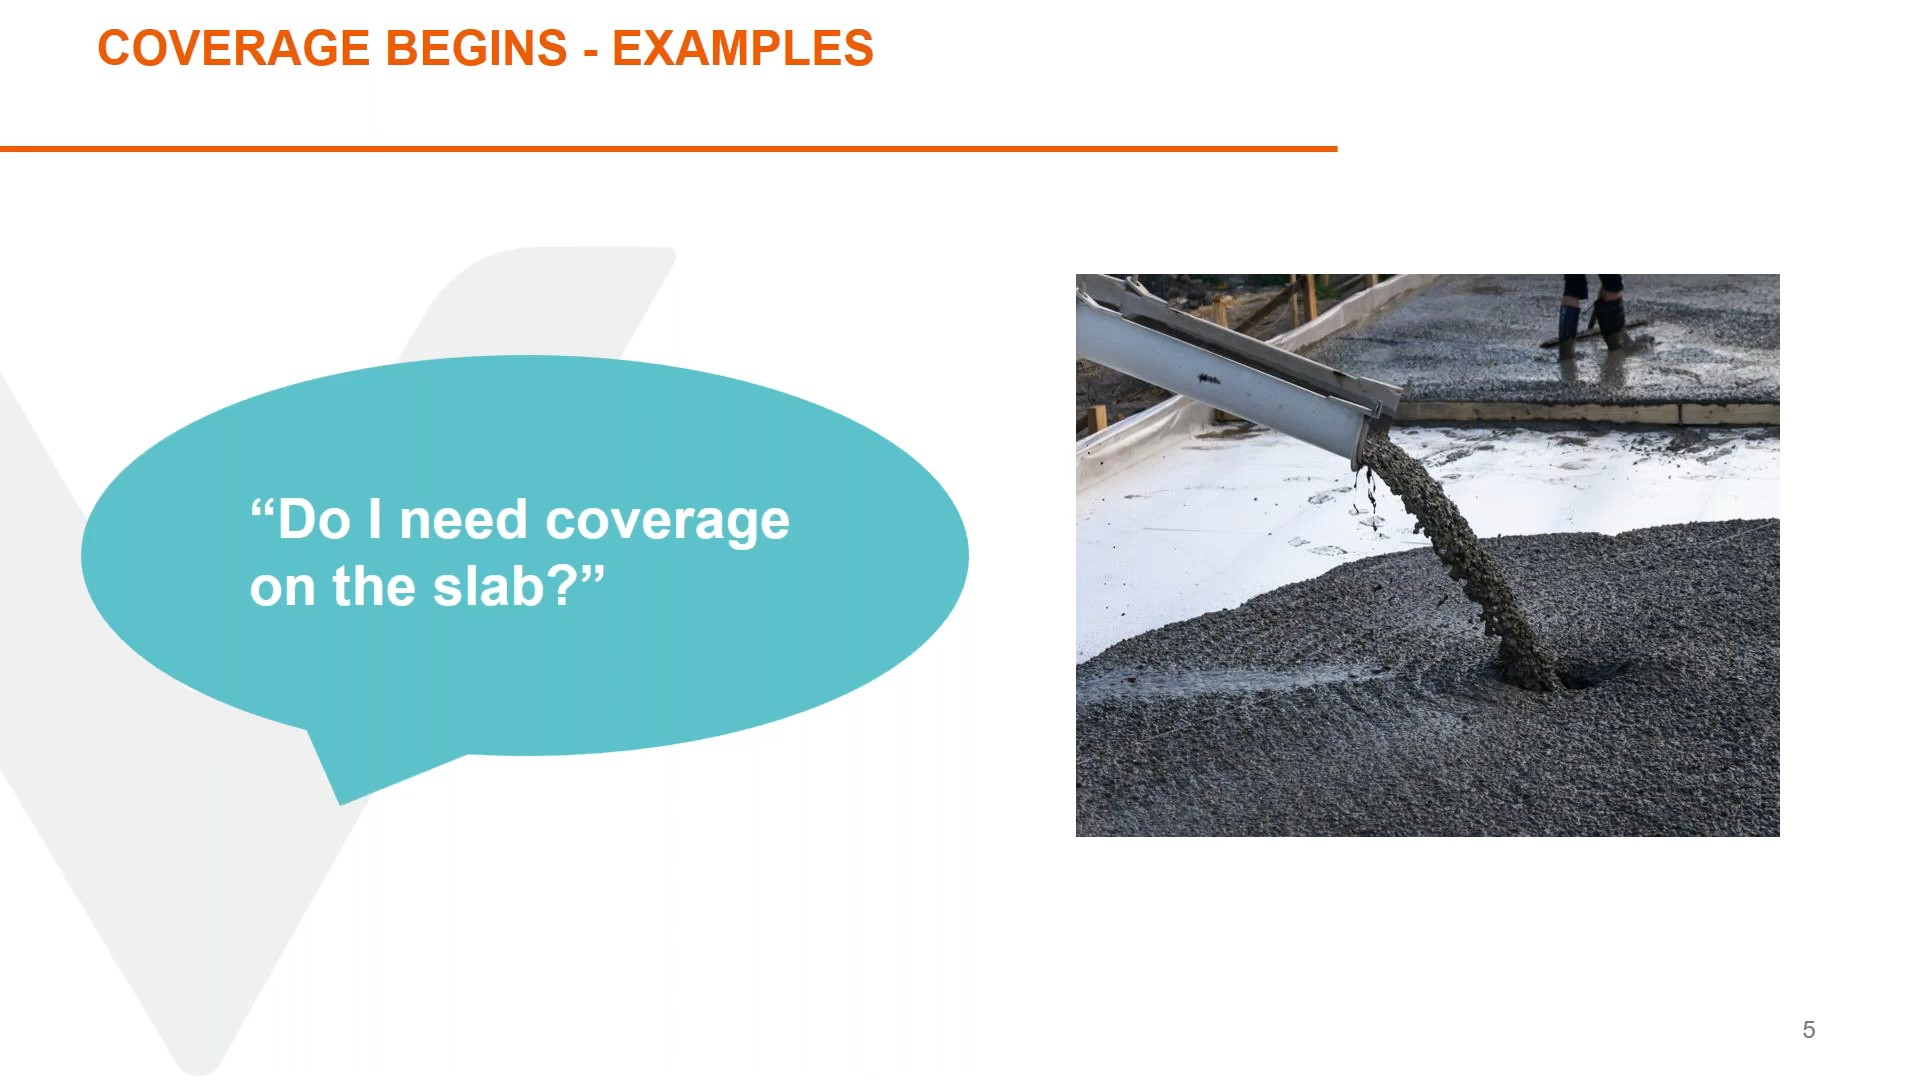 COVERAGE BEGINS - EXAMPLES
“Do I need coverage
on the slab?”
5